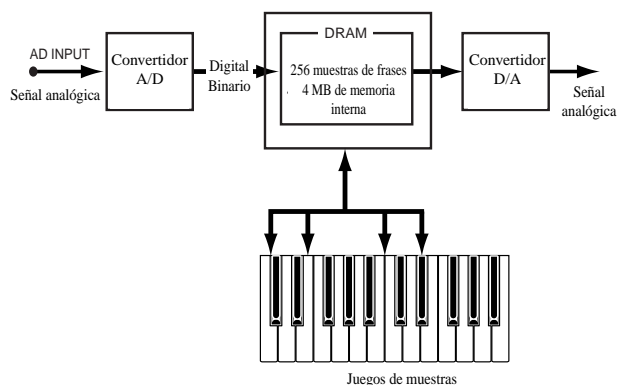 AD INPUT
Señal analógica
Convertidor
A/D
Digital
Binario
DRAM
256 muestras de frases
4 MB de memoria
interna
Convertidor
D/A
Señal
analógica
Juegos de muestras